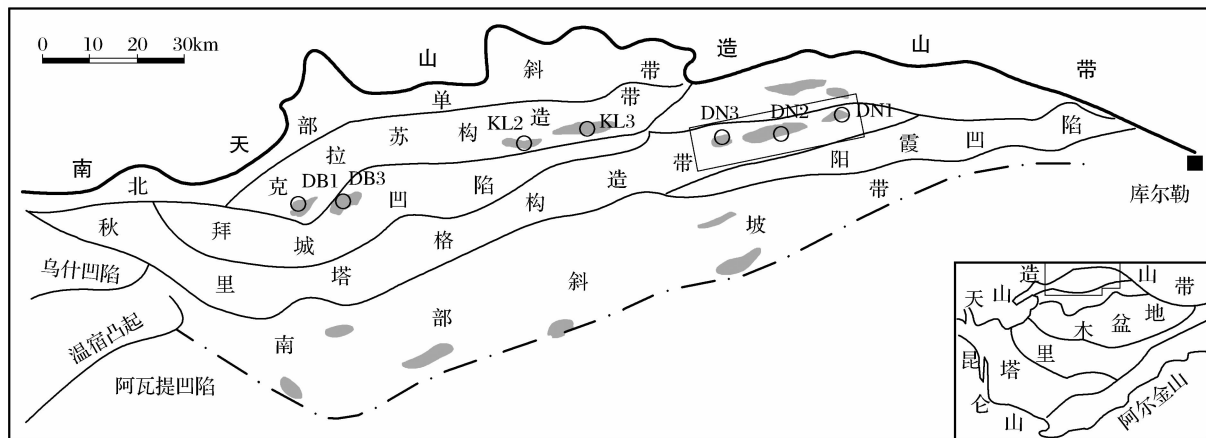 0 10 20 30km
南天山造山带
北部单斜带
克拉苏构造带
KL2
KL3
DN3
DN2
DN1
DB1
DB3
拜城凹陷
阳霞凹陷
秋里塔格构造带
库尔勒
乌什凹陷
南部斜坡带
温宿凸起
阿瓦提凹陷
天山造山带
塔里木盆地
昆仑山
阿尔金山